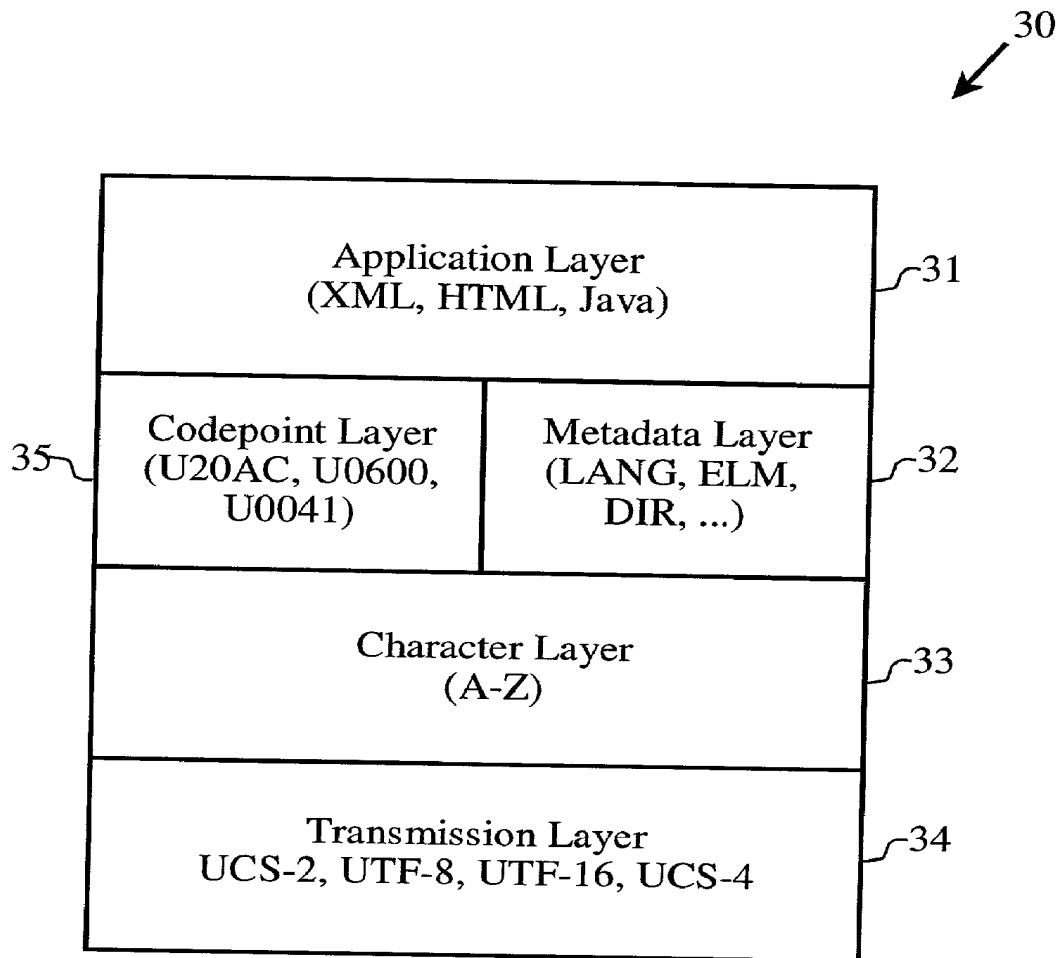 30
Application Layer
(XML, HTML, Java)
31
Codepoint Layer
(U20AC, U0600,
U0041)
35
Metadata Layer
(LANG, ELM,
DIR, ...)
32
Character Layer
(A-Z)
33
Transmission Layer
UCS-2, UTF-8, UTF-16, UCS-4
34